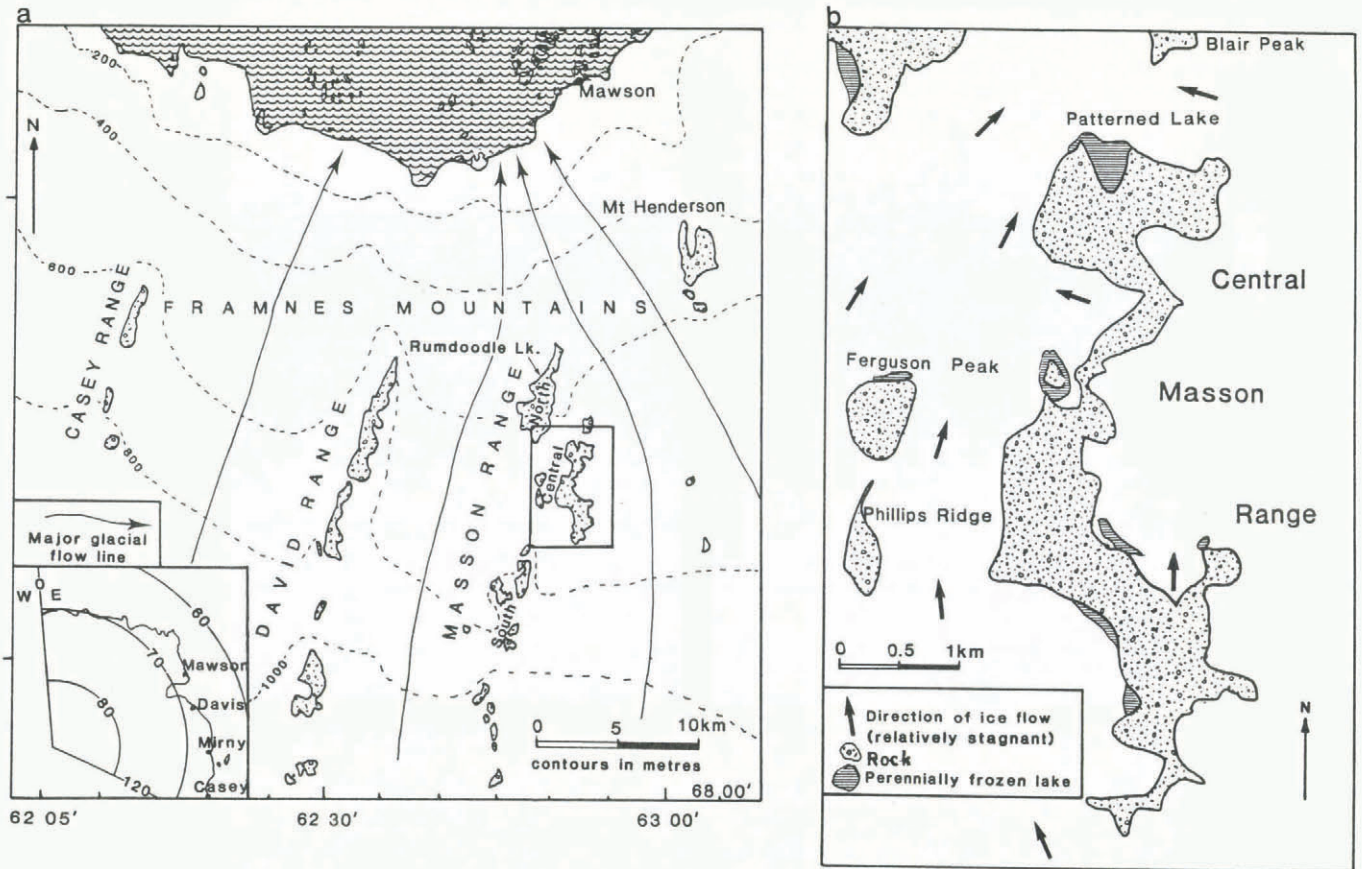 a
200
400
600
800
1000
N
Mawson
Mt Henderson
FRAMNES MOUNTAINS
CASEY RANGE
Rumdoodle Lk.
DAVID RANGE
MASSON RANGE
North
Central
South
Major glacial
flow line
W
0
E
60
70
80
120
Mawson
Davis
Mirny
Casey
0 5 10km
contours in metres
68 00'
62 05' 62 30' 63 00'
b
Blair Peak
Patterned Lake
Central
Ferguson Peak
Masson
Phillips Ridge
Range
0 0.5 1km
Direction of ice flow
(relatively stagnant)
Rock
Perennially frozen lake
N